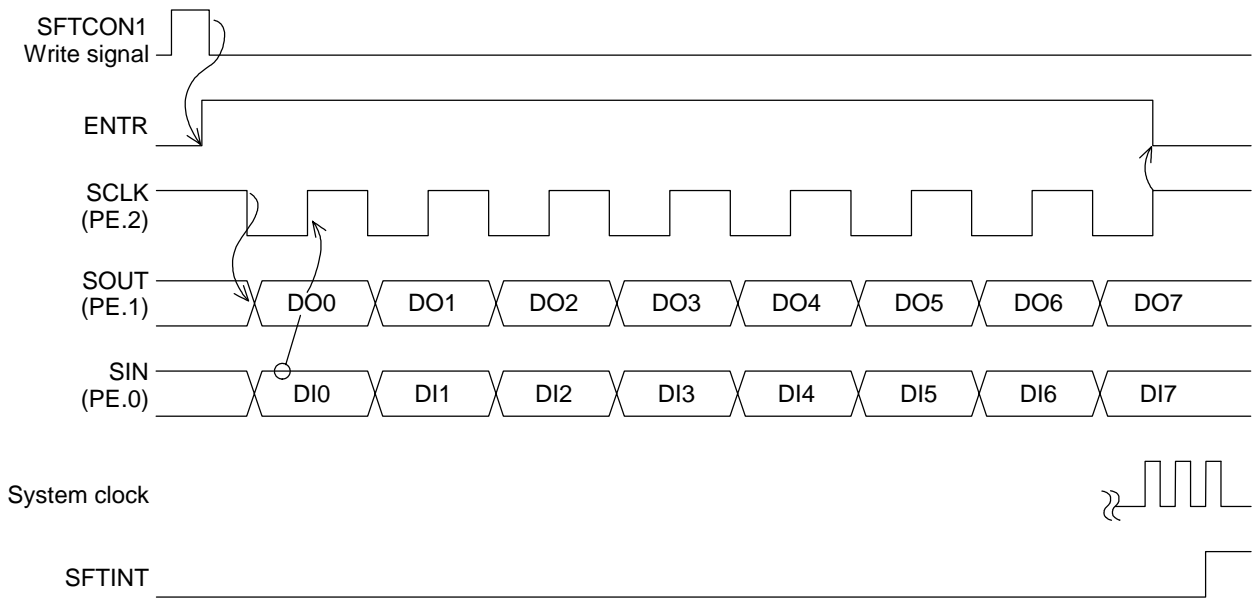 SFTCON1
Write signal
ENTR
SCLK
(PE.2)
SOUT
(PE.1)
DO0 DO1 DO2 DO3 DO4 DO5 DO6 DO7
SIN
(PE.0)
DI0 DI1 DI2 DI3 DI4 DI5 DI6 DI7
System clock
SFTINT